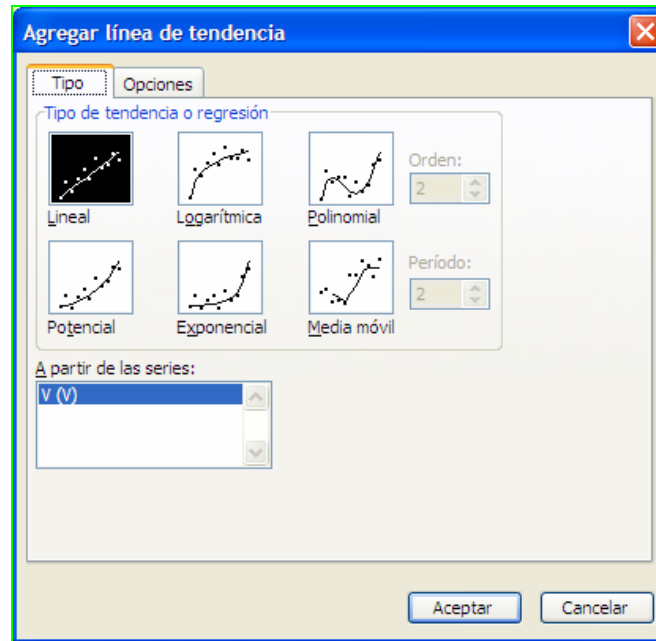 Agregar línea de tendencia
Tipo Opciones
Tipo de tendencia o regresión
Orden:
2
Lineal Logarítmica Polinomial
Período:
2
Potencial Exponencial Media móvil
A partir de las series:
V (V)
Aceptar Cancelar